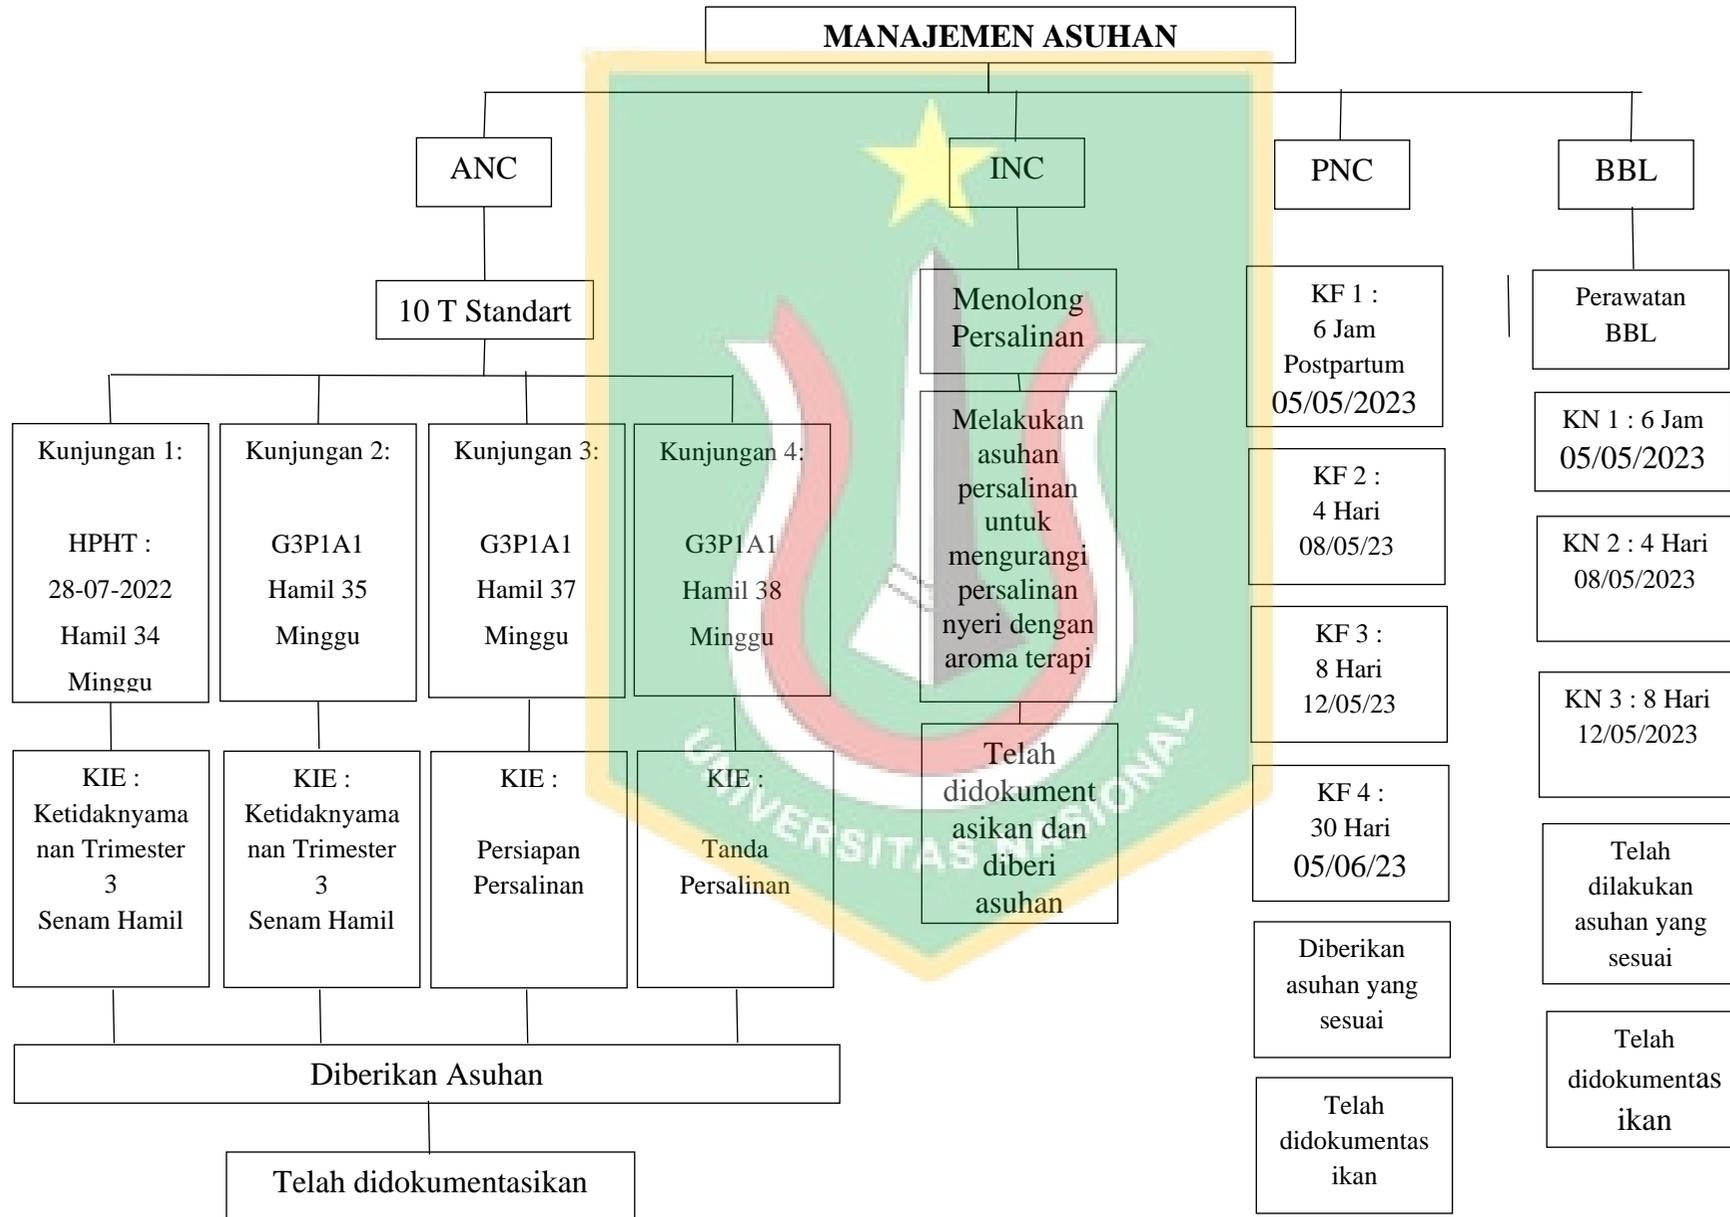 MANAJEMEN ASUHAN
ANC
INC
PNC
BBL
10 T Standart
Kunjungan 1:
HPHT :
28-07-2022
Hamil 34
Minggu
Kunjungan 2:
G3P1A1
Hamil 35
Minggu
Kunjungan 3:
G3P1A1
Hamil 37
Minggu
Kunjungan 4:
G3P1A1
Hamil 38
Minggu
KIE :
Ketidaknyama
nan Trimester
3
Senam Hamil
KIE :
Ketidaknyama
nan Trimester
3
Senam Hamil
KIE :
Persiapan
Persalinan
KIE :
Tanda
Persalinan
Diberikan Asuhan
Telah didokumentasikan
Menolong
Persalinan
Melakukan
asuhan
persalinan
untuk
mengurangi
persalinan
nyeri dengan
aroma terapi
Telah
didokument
asikan dan
diberi
asuhan
KF 1 :
6 Jam
Postpartum
05/05/2023
KF 2 :
4 Hari
08/05/23
KF 3 :
8 Hari
12/05/23
KF 4 :
30 Hari
05/06/23
Diberikan
asuhan yang
sesuai
Telah
didokumentas
ikan
Perawatan
BBL
KN 1 : 6 Jam
05/05/2023
KN 2 : 4 Hari
08/05/2023
KN 3 : 8 Hari
12/05/2023
Telah
dilakukan
asuhan yang
sesuai
Telah
didokumentas
ikan
UNIVERSITAS NASIONAL